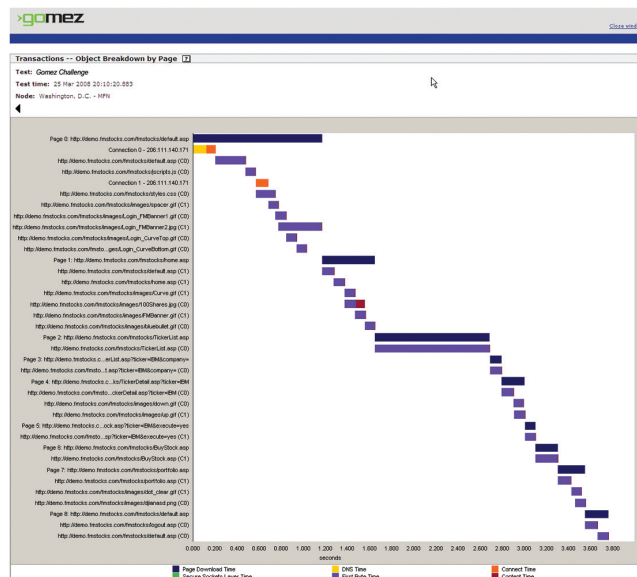 >gomez
Close wind
Transactions -- Object Breakdown by Page ?
Test: Gomez Challenge
Test time: 25 Mar 2008 20:10:20.883
Node: Washington, D.C. - MFN
Page 0: http://demo.fmstocks.com/fmstocks/default.asp
Connection 0 - 206.111.140.171
http://demo.fmstocks.com/fmstocks/default.asp (C0)
http://demo.fmstocks.com/fmstocks/jscripts.js (C0)
Connection 1 - 206.111.140.171
http://demo.fmstocks.com/fmstocks/styles.css (C0)
http://demo.fmstocks.com/fmstocks/images/spacer.gif (C1)
http://demo.fmstocks.com/fmstocks/images/Login_FMBanner1.gif (C0)
http://demo.fmstocks.com/fmstocks/images/Login_FMBanner2.jpg (C1)
http://demo.fmstocks.com/fmstocks/images/Login_CurveTop.gif (C0)
http://demo.fmstocks.com/fmsto...ges/Login_CurveBottom.gif (C0)
Page 1: http://demo.fmstocks.com/fmstocks/home.asp
http://demo.fmstocks.com/fmstocks/default.asp (C1)
http://demo.fmstocks.com/fmstocks/home.asp (C1)
http://demo.fmstocks.com/fmstocks/images/Curve.gif (C1)
http://demo.fmstocks.com/fmstocks/images/100Shares.jpg (C0)
http://demo.fmstocks.com/fmstocks/images/FMBanner.gif (C1)
http://demo.fmstocks.com/fmstocks/images/bluebullet.gif (C0)
Page 2: http://demo.fmstocks.com/fmstocks/TickerList.asp
http://demo.fmstocks.com/fmstocks/TickerList.asp (C0)
Page 3: http://demo.fmstocks.c...erList.asp?ticker=IBM&company=
http://demo.fmstocks.com/fmsto...t.asp?ticker=IBM&company= (C0)
Page 4: http://demo.fmstocks.c...ks/TickerDetail.asp?ticker=IBM
http://demo.fmstocks.com/fmsto...ckerDetail.asp?ticker=IBM (C0)
http://demo.fmstocks.com/fmstocks/images/down.gif (C0)
http://demo.fmstocks.com/fmstocks/images/up.gif (C1)
Page 5: http://demo.fmstocks.c...ock.asp?ticker=IBM&execute=yes
http://demo.fmstocks.com/fmsto...sp?ticker=IBM&execute=yes (C1)
Page 6: http://demo.fmstocks.com/fmstocks/BuyStock.asp
http://demo.fmstocks.com/fmstocks/BuyStock.asp (C1)
Page 7: http://demo.fmstocks.com/fmstocks/portfolio.asp
http://demo.fmstocks.com/fmstocks/portfolio.asp (C1)
http://demo.fmstocks.com/fmstocks/images/dot_clear.gif (C1)
http://demo.fmstocks.com/fmstocks/images/djianasd.png (C0)
Page 8: http://demo.fmstocks.com/fmstocks/default.asp
http://demo.fmstocks.com/fmstocks/logout.asp (C0)
http://demo.fmstocks.com/fmstocks/default.asp (C0)
0.000 0.200 0.400 0.600 0.800 1.000 1.200 1.400 1.600 1.800 2.000 2.200 2.400 2.600 2.800 3.000 3.200 3.400 3.600 3.800
seconds
Page Download Time DNS Time Connect Time
Secure Sockets Layer Time First Byte Time Content Time